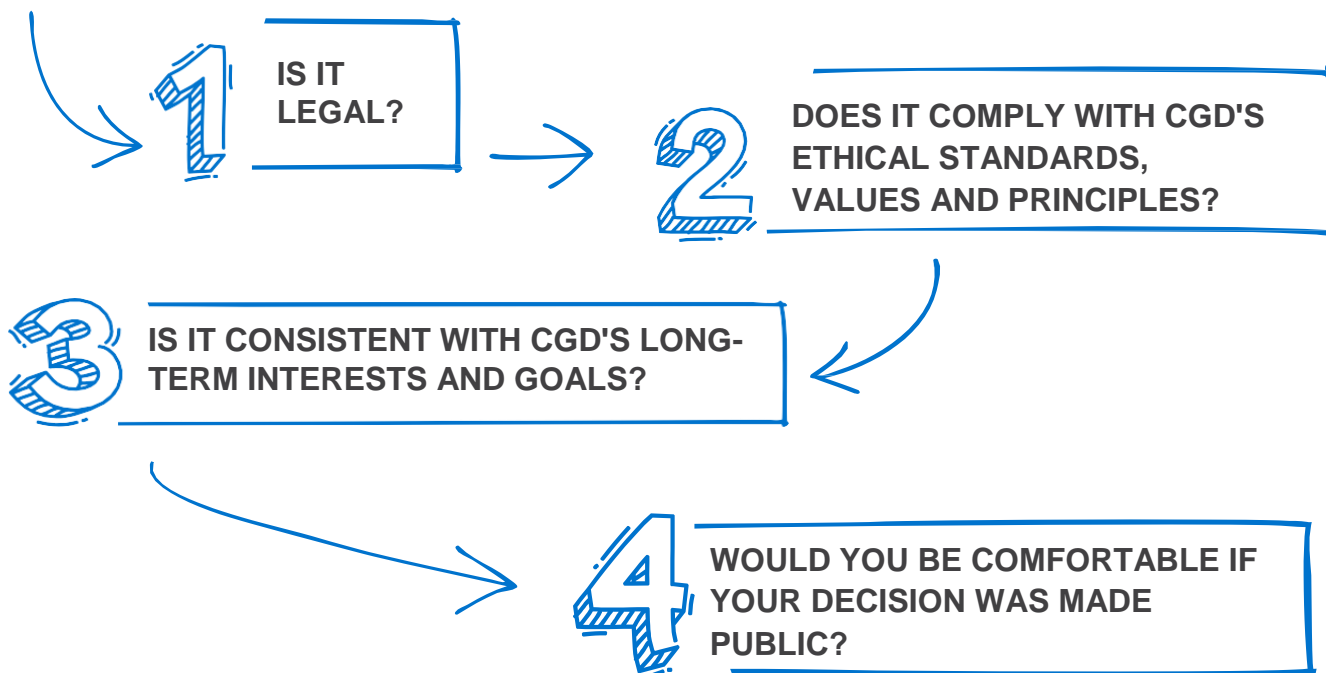 1
IS IT
LEGAL?
2
DOES IT COMPLY WITH CGD'S
ETHICAL STANDARDS,
VALUES AND PRINCIPLES?
3
IS IT CONSISTENT WITH CGD'S LONG-
TERM INTERESTS AND GOALS?
4
WOULD YOU BE COMFORTABLE IF
YOUR DECISION WAS MADE
PUBLIC?